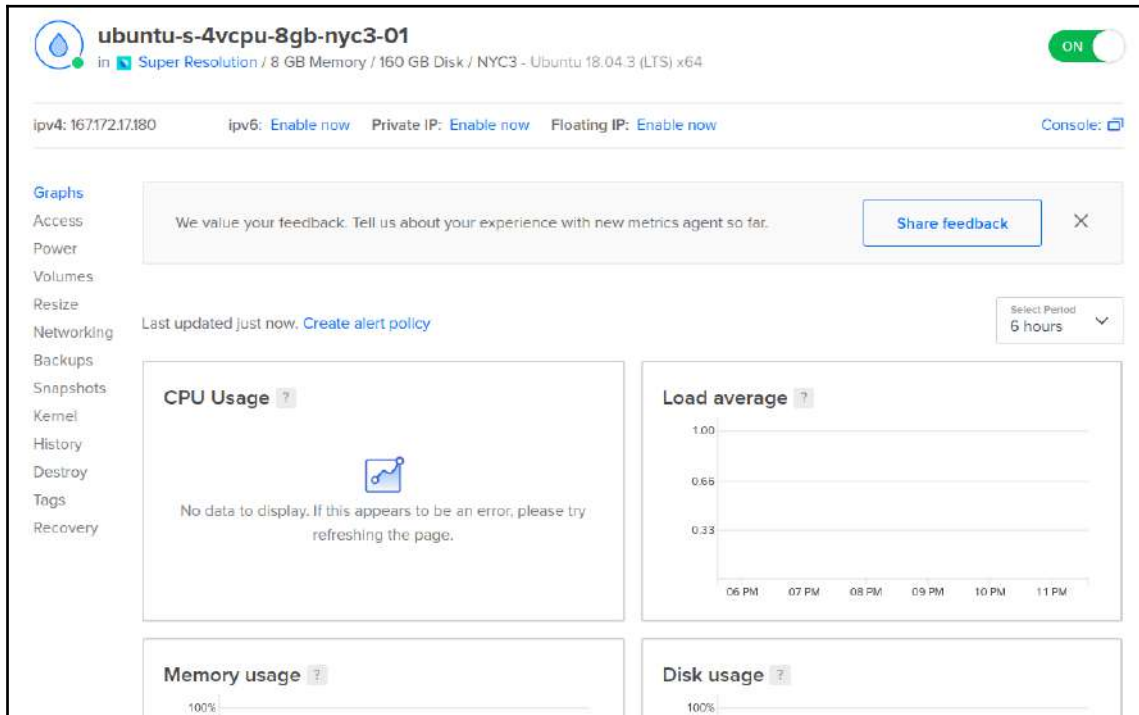 ubuntu-s-4vcpu-8gb-nyc3-01
ON
in Super Resolution / 8 GB Memory / 160 GB Disk / NYC3 - Ubuntu 18.04.3 (LTS) x64
ipv4: 167.172.17.180 ipv6: Enable now Private IP: Enable now Floating IP: Enable now Console:
Graphs
Access
Power
Volumes
Resize
Networking
Backups
Snapshots
Kernel
History
Destroy
Tags
Recovery
We value your feedback. Tell us about your experience with new metrics agent so far.
Share feedback
Last updated just now. Create alert policy
Select Period
6 hours
CPU Usage ?
No data to display. If this appears to be an error, please try
refreshing the page.
Load average ?
1.00
0.66
0.33
06 PM 07 PM 08 PM 09 PM 10 PM 11 PM
Memory usage ?
100%
Disk usage ?
100%